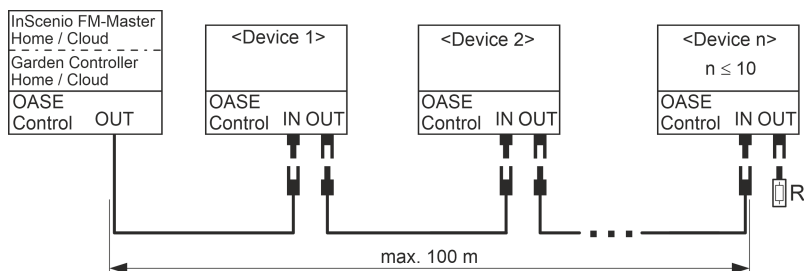 InScenio FM-Master
Home / Cloud
Garden Controller
Home / Cloud
OASE
Control OUT
<Device 1>
OASE
Control IN OUT
<Device 2>
OASE
Control IN OUT
<Device n>
n ≤ 10
OASE
Control IN OUT
R
max. 100 m